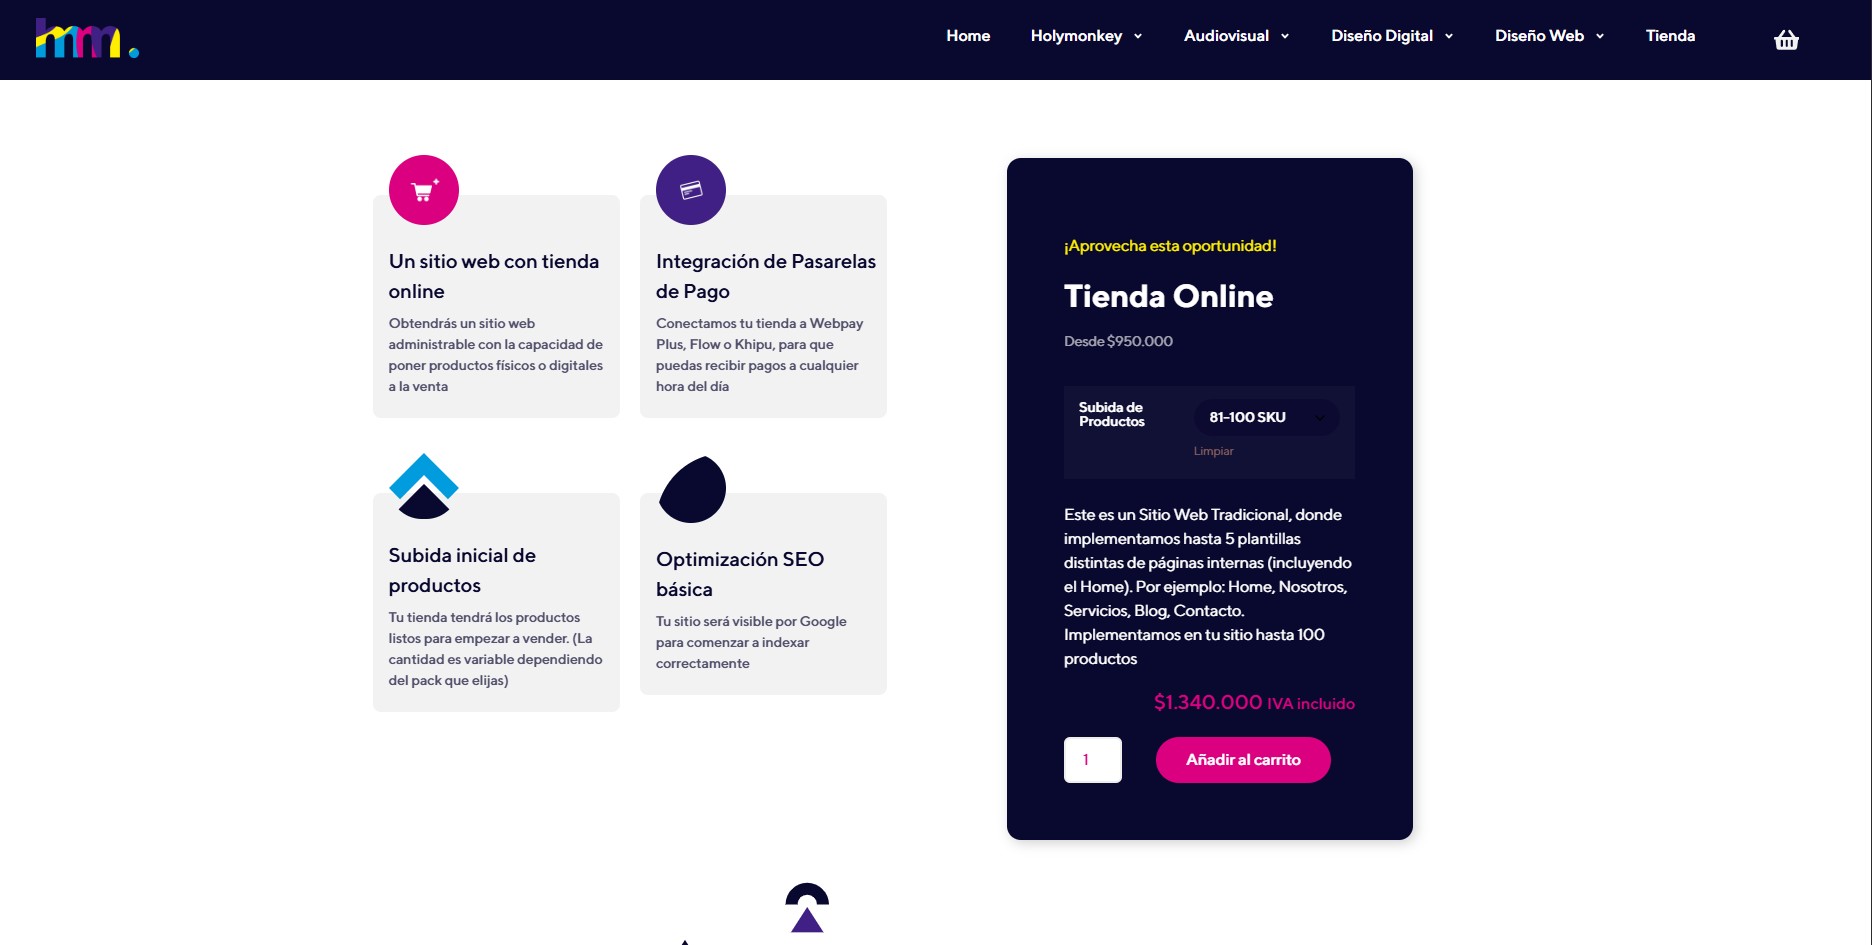 hmm.
Home
Holymonkey
Audiovisual
Diseño Digital
Diseño Web
Tienda
Un sitio web con tienda
online
Obtendrás un sitio web
administrable con la capacidad de
poner productos físicos o digitales
a la venta
Integración de Pasarelas
de Pago
Conectamos tu tienda a Webpay
Plus, Flow o Khipu, para que
puedas recibir pagos a cualquier
hora del día
Subida inicial de
productos
Tu tienda tendrá los productos
listos para empezar a vender. (La
cantidad es variable dependiendo
del pack que elijas)
Optimización SEO
básica
Tu sitio será visible por Google
para comenzar a indexar
correctamente
¡Aprovecha esta oportunidad!
Tienda Online
Desde $950.000
Subida de
Productos
81-100 SKU
Limpiar
Este es un Sitio Web Tradicional, donde
implementamos hasta 5 plantillas
distintas de páginas internas (incluyendo
el Home). Por ejemplo: Home, Nosotros,
Servicios, Blog, Contacto.
Implementamos en tu sitio hasta 100
productos
$1.340.000 IVA incluido
1
Añadir al carrito